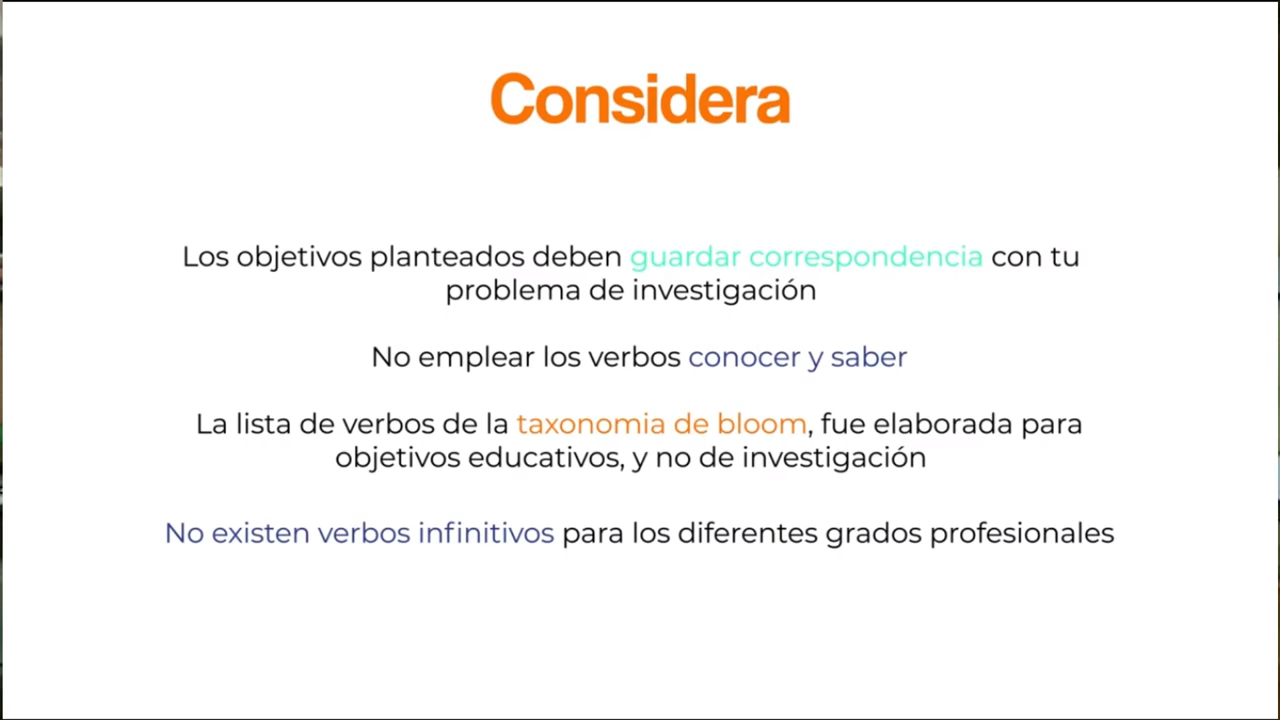 Considera
Los objetivos planteados deben guardar correspondencia con tu
problema de investigación
No emplear los verbos conocer y saber
La lista de verbos de la taxonomia de bloom, fue elaborada para
objetivos educativos, y no de investigación
No existen verbos infinitivos para los diferentes grados profesionales